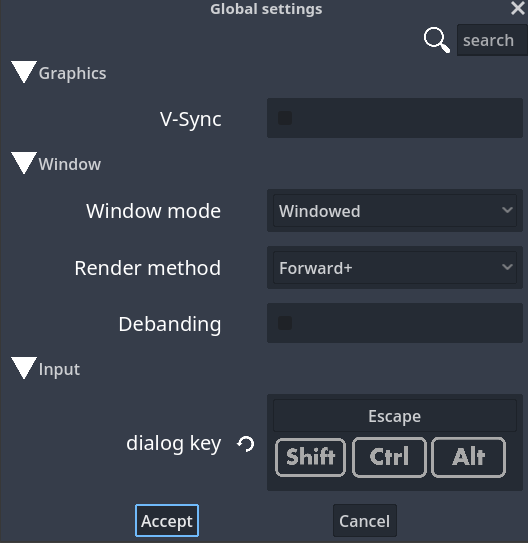 Global settings
search
Graphics
V-Sync
Window
Window mode Windowed
Render method Forward+
Debanding
Input
Escape
dialog key Shift Ctrl Alt
Accept Cancel